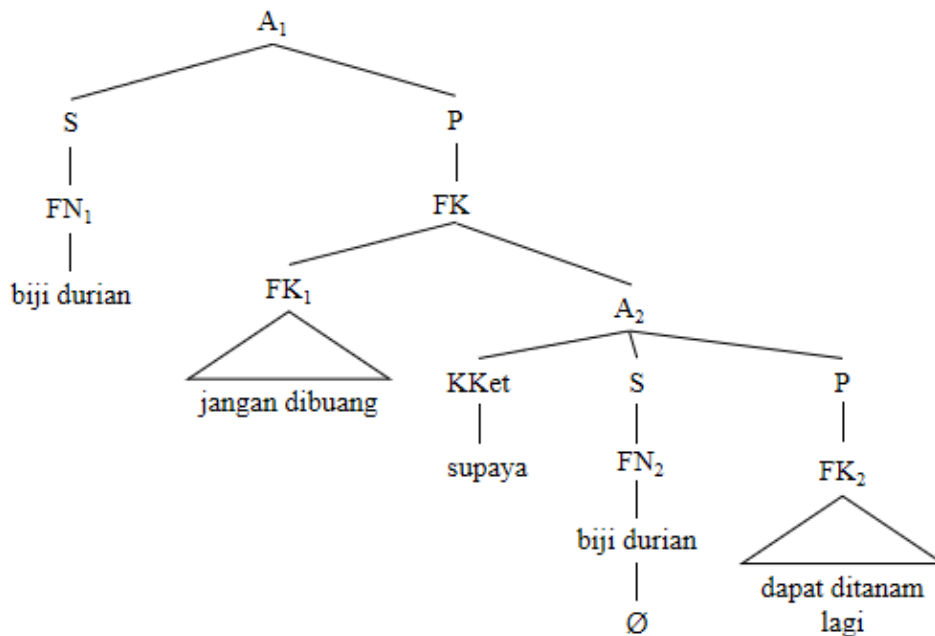 A₁
S P
FN₁ FK
biji durian FK₁ A₂
jangan dibuang KKet S P
supaya FN₂ FK₂
biji durian dapat ditanam
Ø lagi